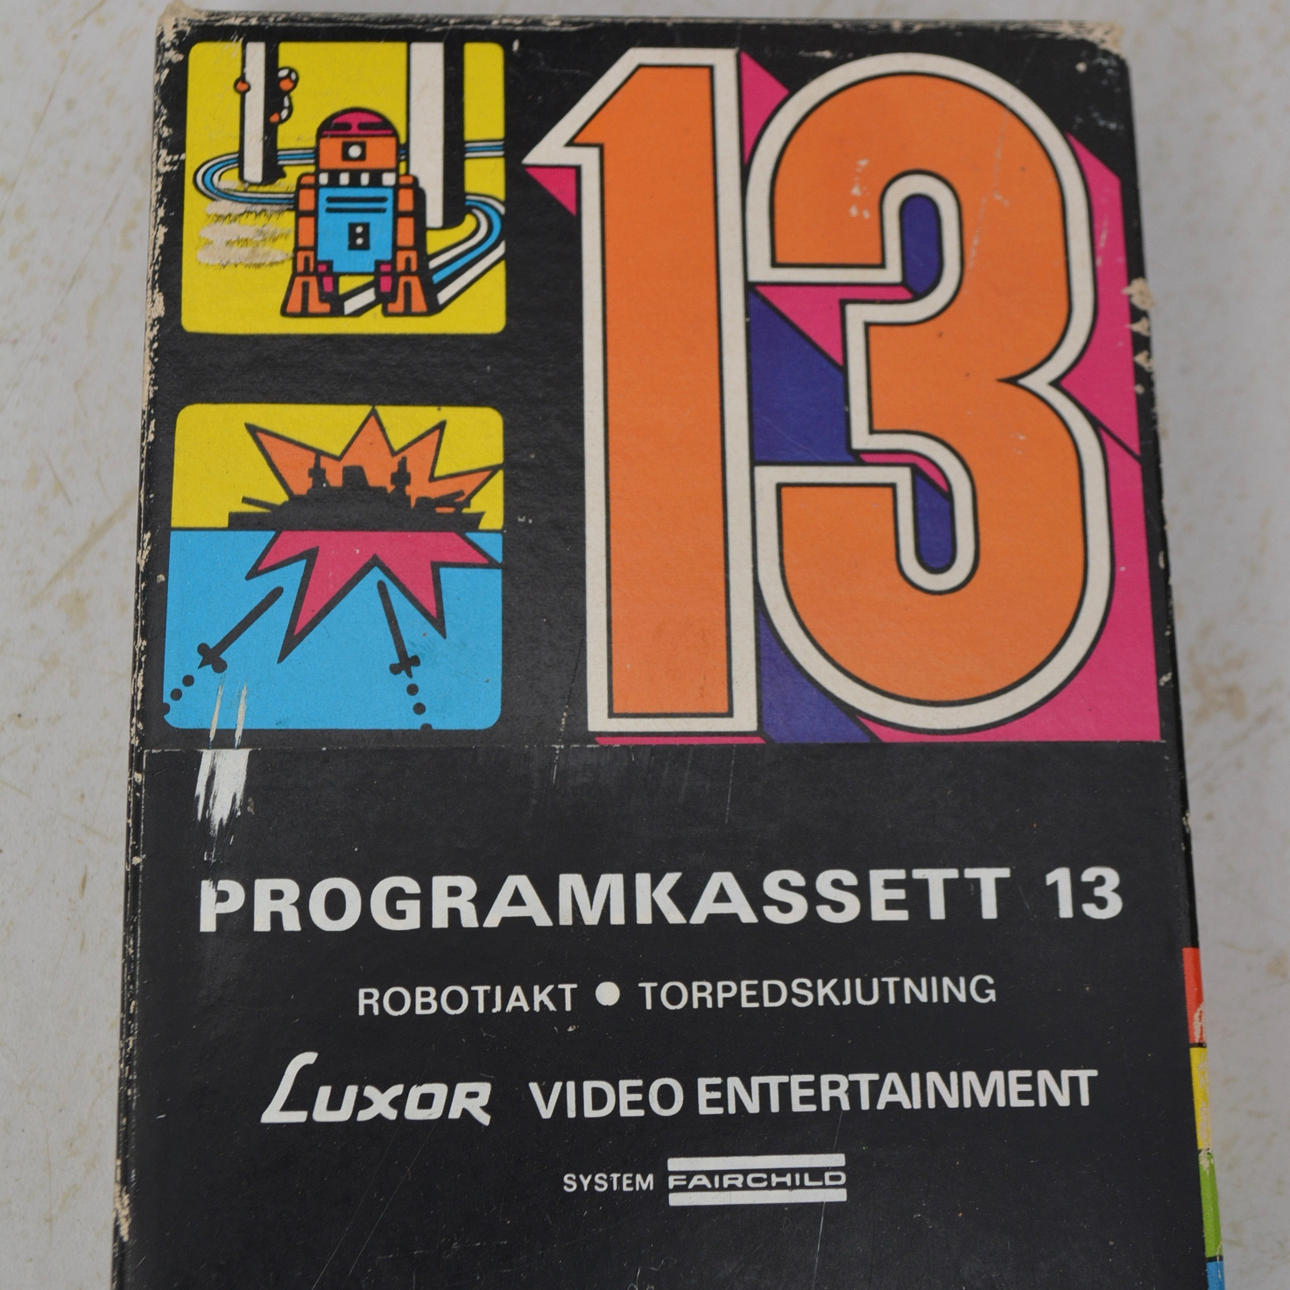 13
PROGRAMKASSETT 13
ROBOTJAKT • TORPEDSKJUTNING
LUXOR VIDEO ENTERTAINMENT
SYSTEM FAIRCHILD